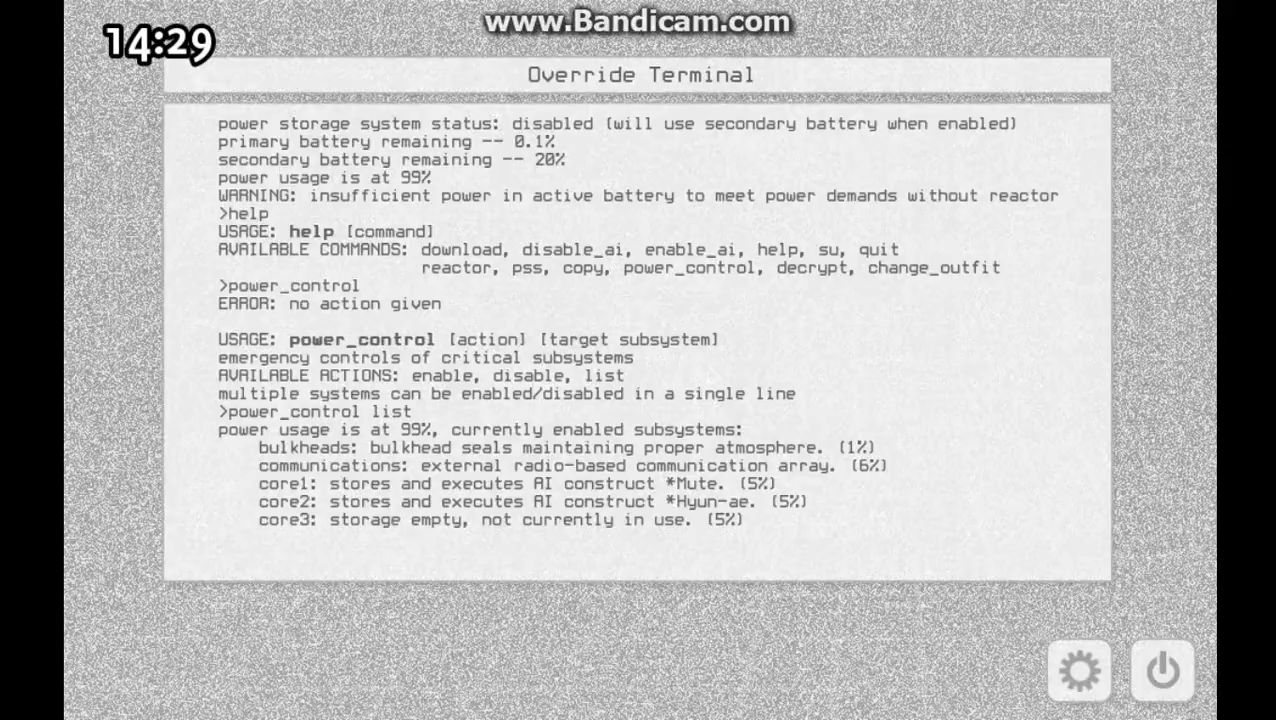 www.Bandicam.com
14:29
Override Terminal
power storage system status: disabled (will use secondary battery when enabled)
primary battery remaining -- 0.1%
secondary battery remaining -- 20%
power usage is at 99%
WARNING: insufficient power in active battery to meet power demands without reactor
>help
USAGE: help [command]
AVAILABLE COMMANDS: download, disable_ai, enable_ai, help, su, quit
reactor, pss, copy, power_control, decrypt, change_outfit
>power_control
ERROR: no action given
USAGE: power_control [action] [target subsystem]
emergency controls of critical subsystems
AVAILABLE ACTIONS: enable, disable, list
multiple systems can be enabled/disabled in a single line
>power_control list
power usage is at 99%, currently enabled subsystems:
bulkheads: bulkhead seals maintaining proper atmosphere. (1%)
communications: external radio-based communication array. (6%)
core1: stores and executes AI construct *Mute. (5%)
core2: stores and executes AI construct *Hyun-ae. (5%)
core3: storage empty, not currently in use. (5%)